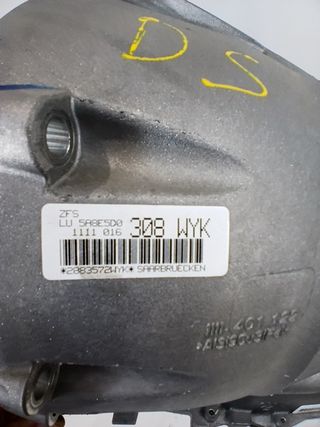 DS
ZFS
LU 5A8E5D0
1111 016 308 WYK
*2083572WYK* SAARBRUECKEN